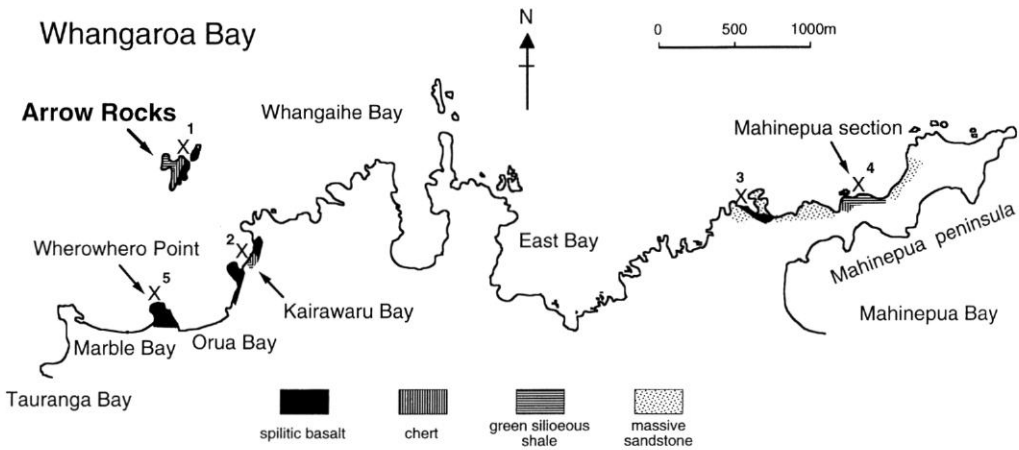 Whangaroa Bay
N
0 500 1000m
Arrow Rocks
X 1
Whangaihe Bay
Mahinepua section
X 4
3
X
Wherowhero Point
2
X
East Bay
Mahinepua peninsula
X 5
Kairawaru Bay
Mahinepua Bay
Marble Bay
Orua Bay
Tauranga Bay
spilitic basalt
chert
green silioeous
shale
massive
sandstone